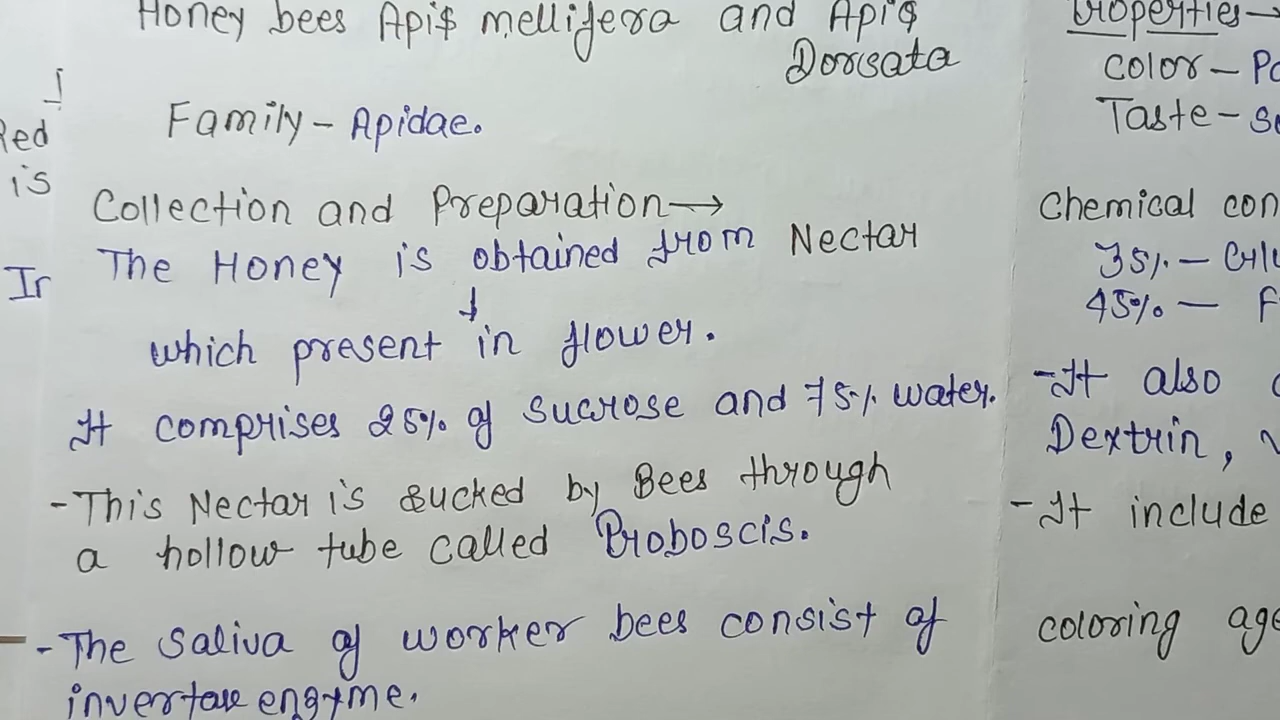 Honey bees Apis mellifera and Apis
Dorsata
Family - Apidae.
Collection and Preparation →
The Honey is obtained from Nectar
↓
which present in flower.
It comprises 25% of sucrose and 75% water.
- This Nectar is sucked by Bees through
a hollow tube called Proboscis.
- The Saliva of worker bees consist of
invertase enzyme.
Red
is
Properties →
Color -
Taste -
Chemical
35% -
45% -
- It also
Dextrin,
- It include
coloring